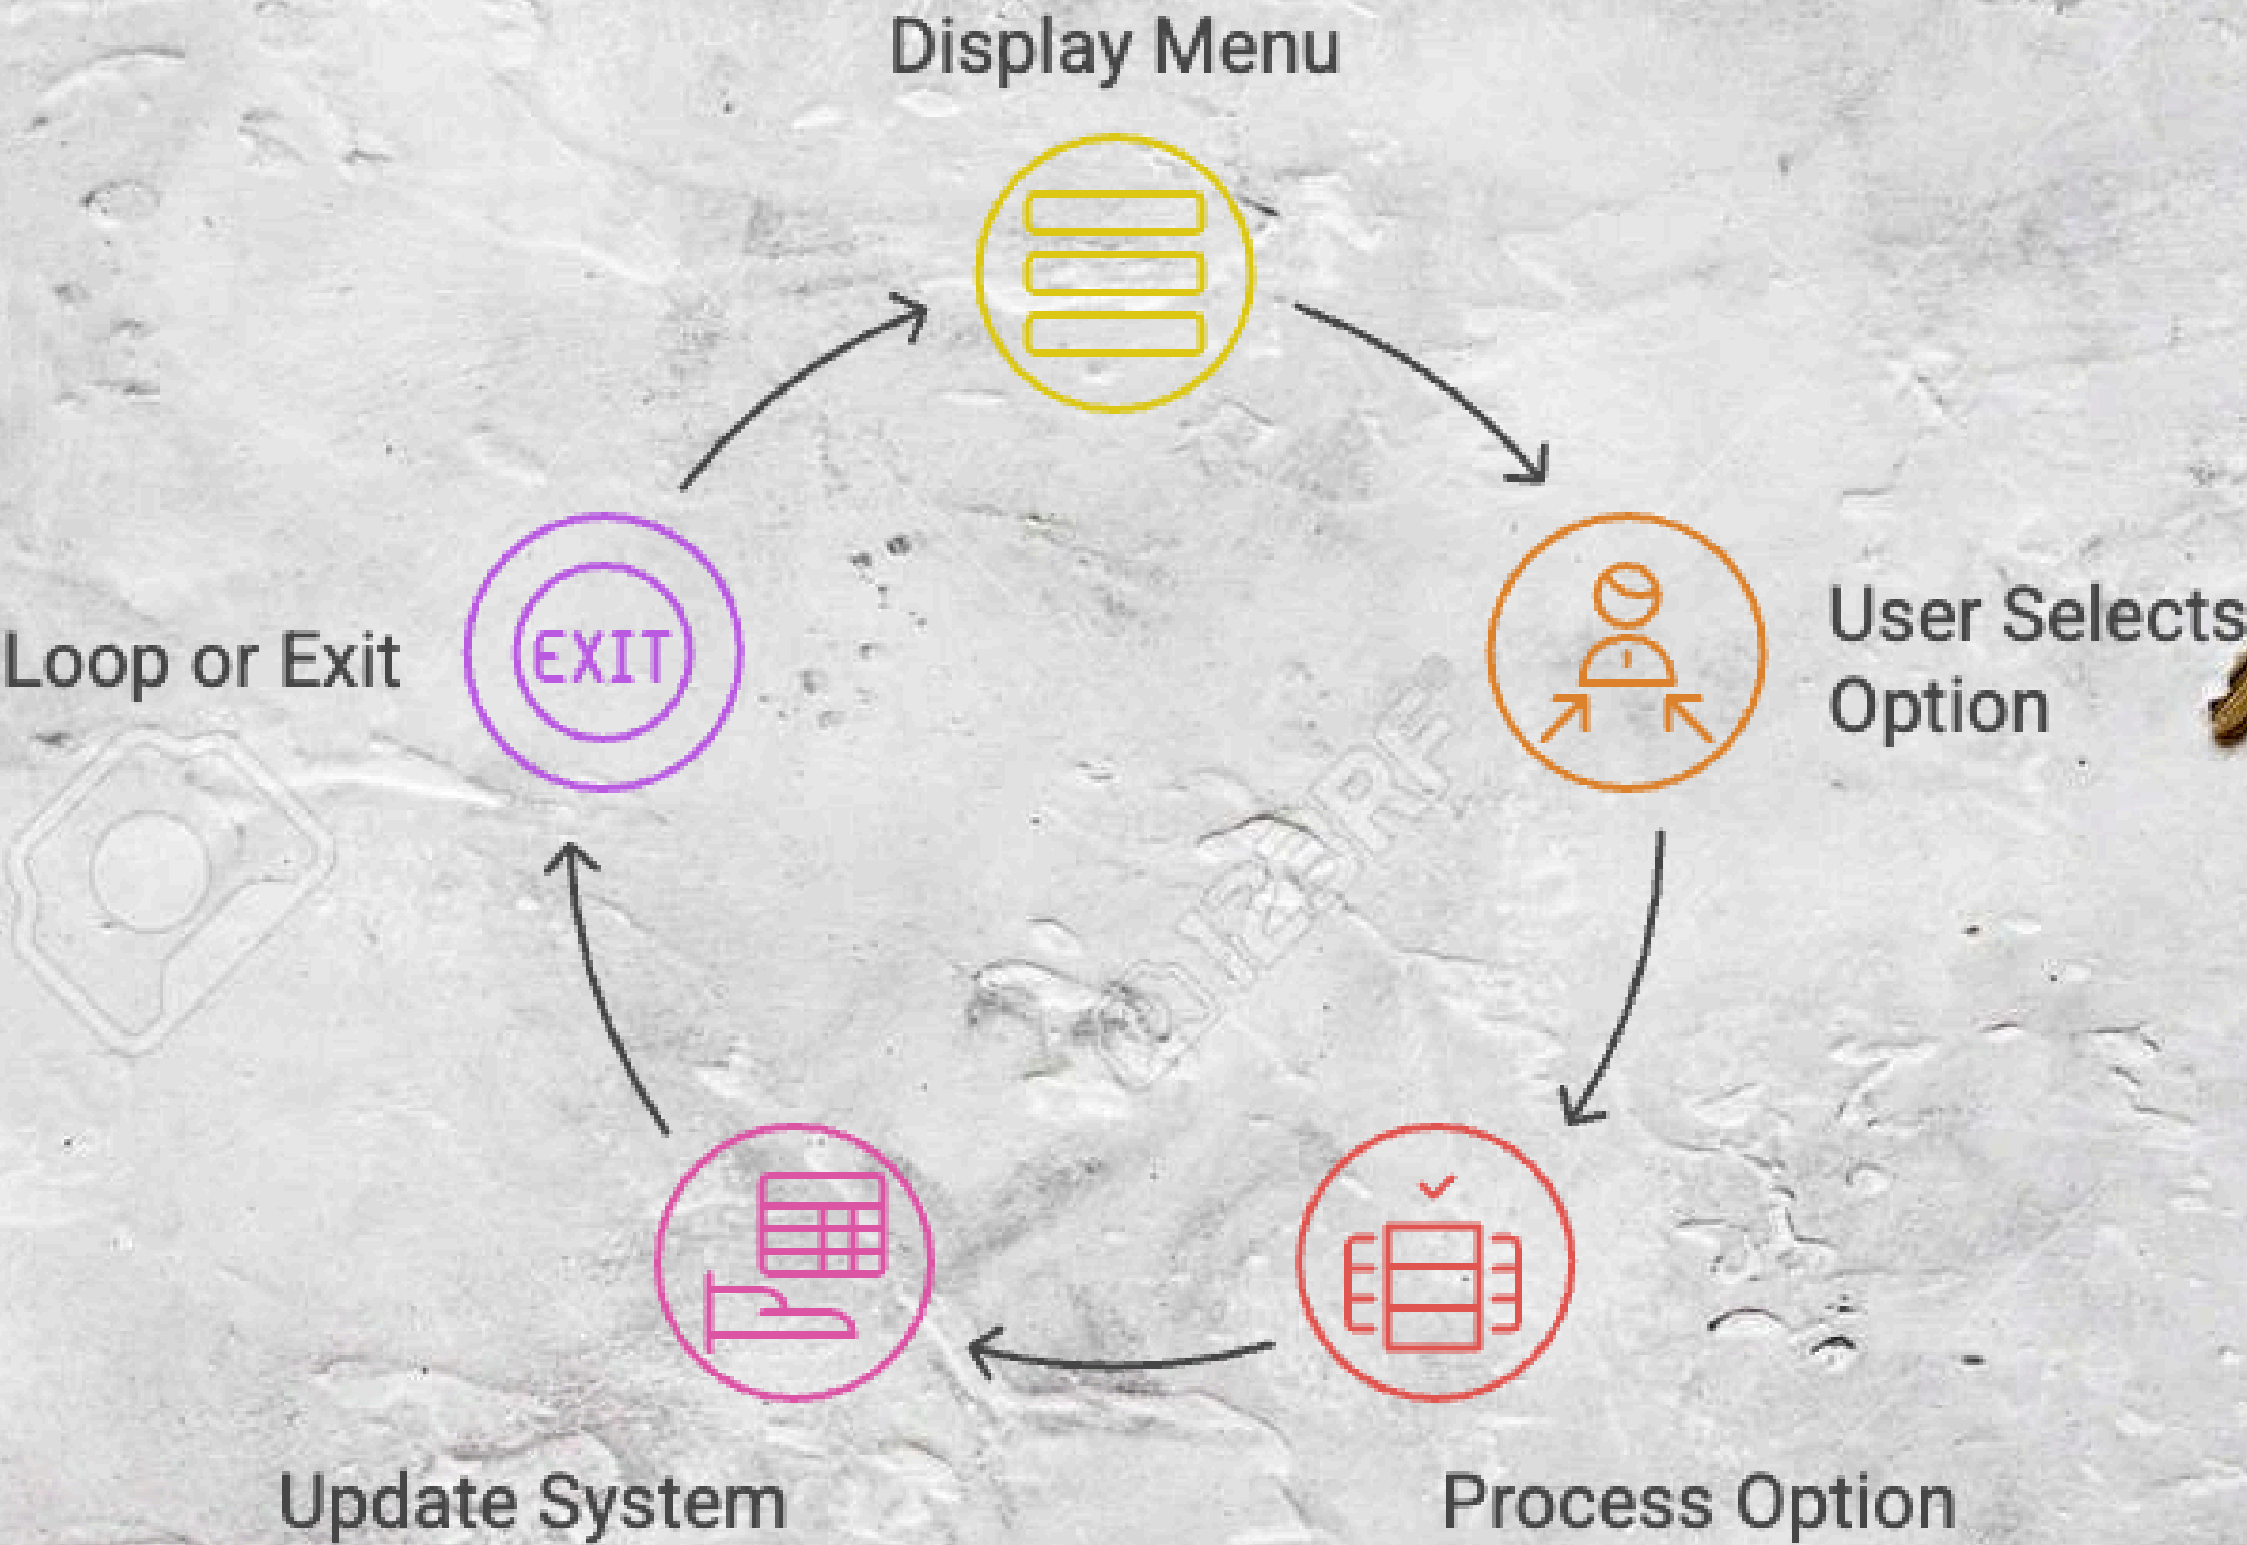 Display Menu
User Selects
Option
Loop or Exit
EXIT
Update System
Process Option